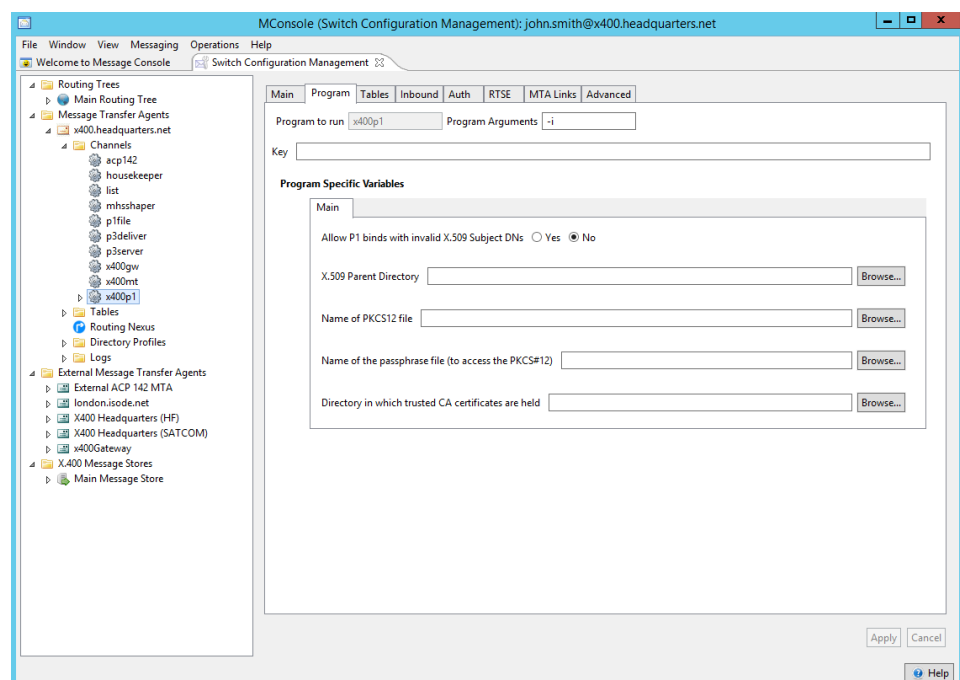 MConsole (Switch Configuration Management): john.smith@x400.headquarters.net
File Window View Messaging Operations Help
Welcome to Message Console
Switch Configuration Management
Routing Trees
Main Routing Tree
Message Transfer Agents
x400.headquarters.net
Channels
acp142
housekeeper
list
mhsshaper
p1file
p3deliver
p3server
x400gw
x400mt
x400p1
Tables
Routing Nexus
Directory Profiles
Logs
External Message Transfer Agents
External ACP 142 MTA
london.isode.net
X400 Headquarters (HF)
X400 Headquarters (SATCOM)
x400Gateway
X.400 Message Stores
Main Message Store
Main Program Tables Inbound Auth RTSE MTA Links Advanced
Program to run x400p1 Program Arguments -i
Key
Program Specific Variables
Main
Allow P1 binds with invalid X.509 Subject DNs Yes No
X.509 Parent Directory Browse...
Name of PKCS12 file Browse...
Name of the passphrase file (to access the PKCS#12) Browse...
Directory in which trusted CA certificates are held Browse...
Apply Cancel
Help